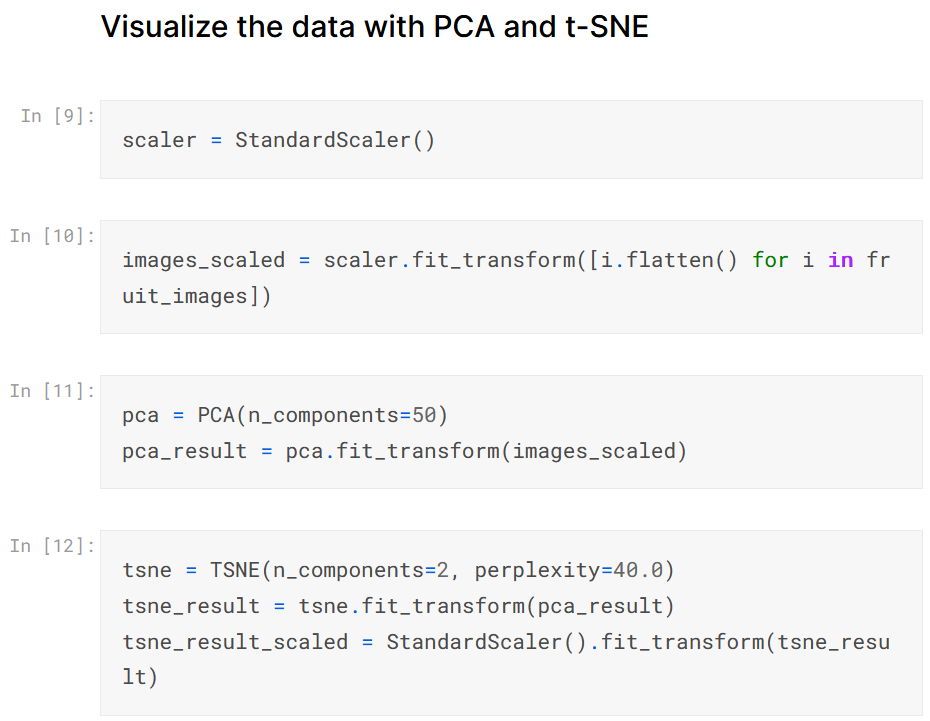 Visualize the data with PCA and t-SNE
In [9]:
scaler = StandardScaler()
In [10]:
images_scaled = scaler.fit_transform([i.flatten() for i in fr
uit_images])
In [11]:
pca = PCA(n_components=50)
pca_result = pca.fit_transform(images_scaled)
In [12]:
tsne = TSNE(n_components=2, perplexity=40.0)
tsne_result = tsne.fit_transform(pca_result)
tsne_result_scaled = StandardScaler().fit_transform(tsne_resu
lt)